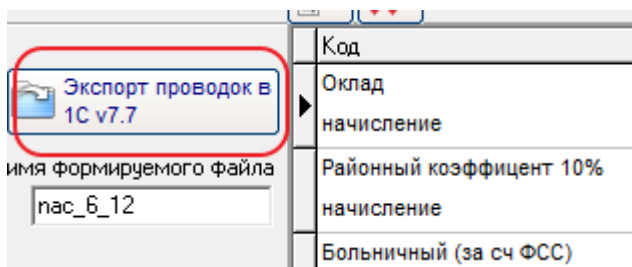 Экспорт проводок в
1С v7.7
имя формируемого файла
nac_6_12
Код
Оклад
начисление
Районный коэффицент 10%
начисление
Больничный (за сч ФСС)